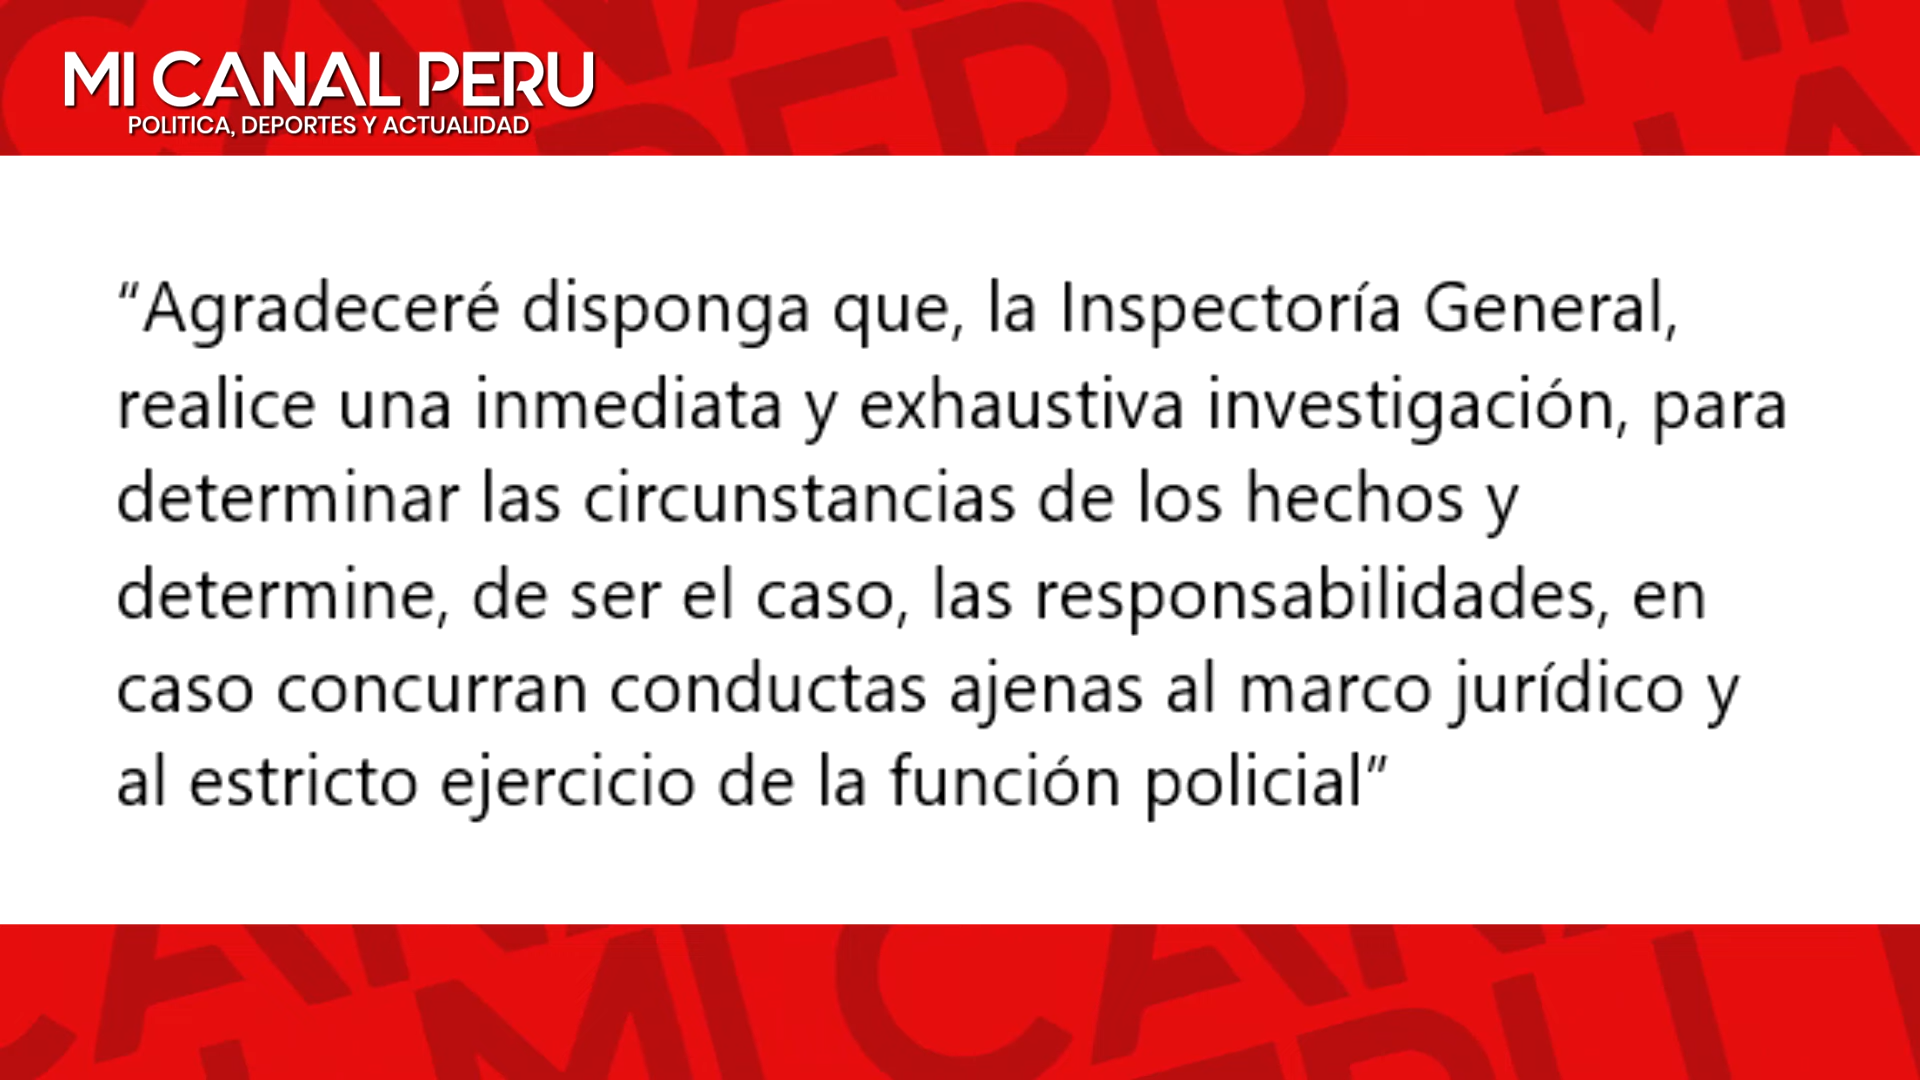 MI CANAL PERU
POLITICA, DEPORTES Y ACTUALIDAD
“Agradeceré disponga que, la Inspectoría General,
realice una inmediata y exhaustiva investigación, para
determinar las circunstancias de los hechos y
determine, de ser el caso, las responsabilidades, en
caso concurran conductas ajenas al marco jurídico y
al estricto ejercicio de la función policial”